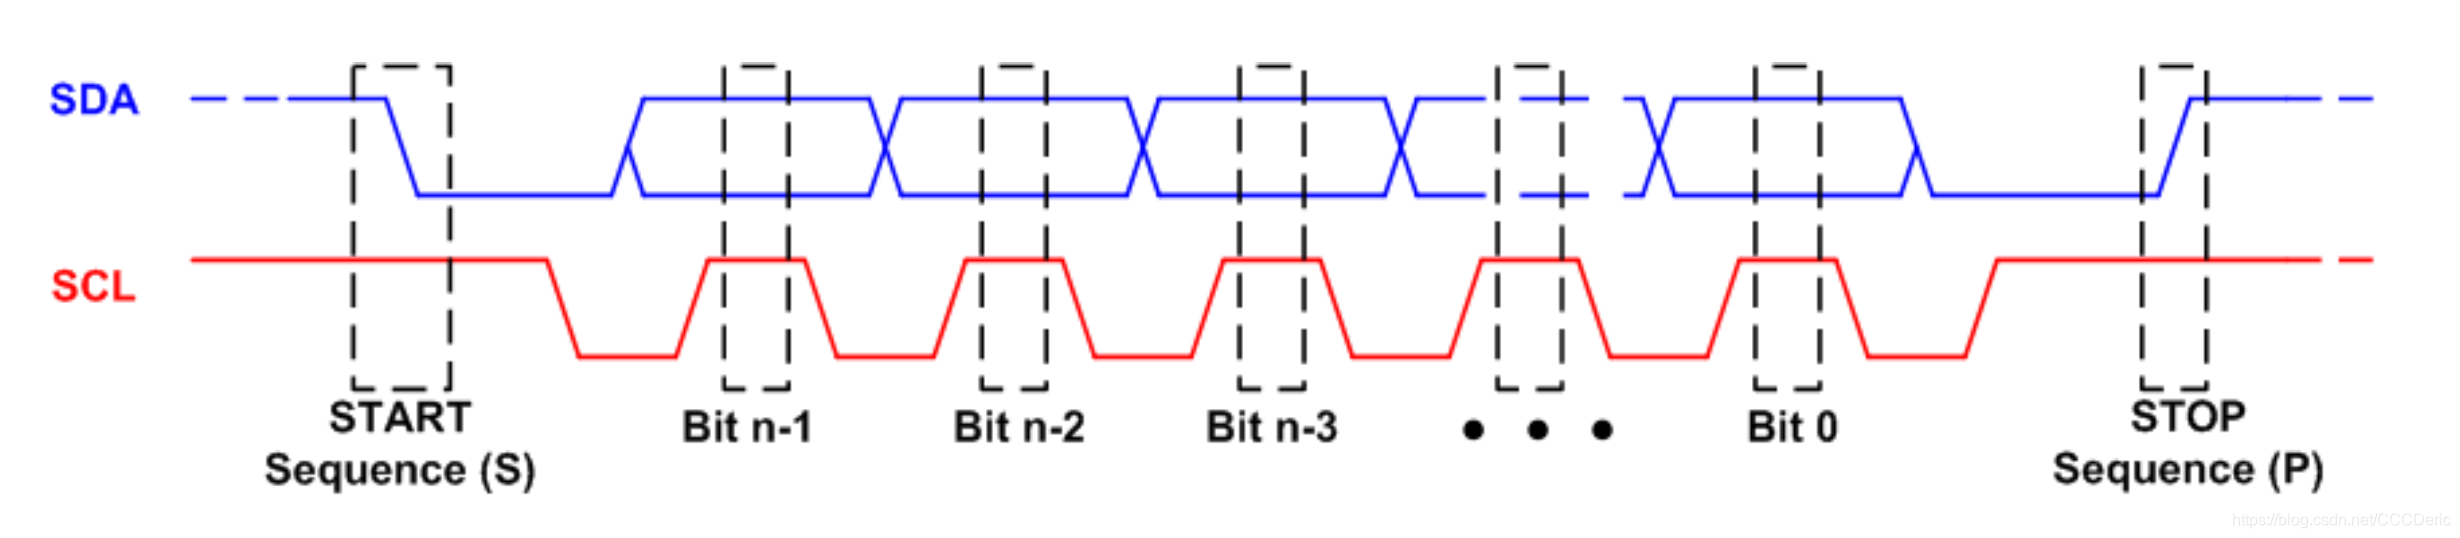 SDA
SCL
START
Sequence (S)
Bit n-1
Bit n-2
Bit n-3
• • •
Bit 0
STOP
Sequence (P)
https://blog.csdn.net/CCCDeric